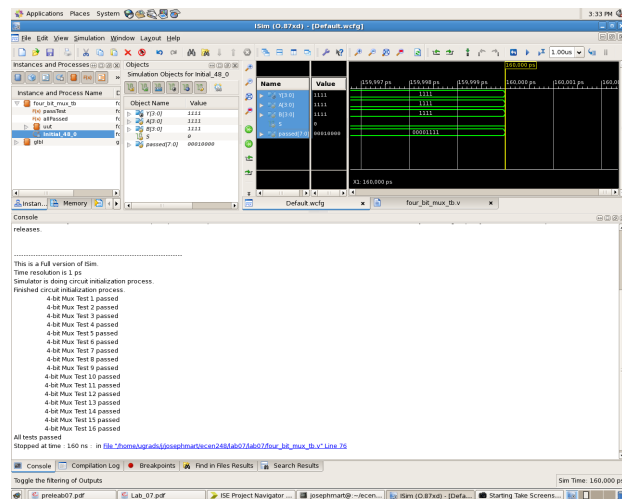 Applications Places System
3:33 PM
ISim (O.87xd) - [Default.wcfg]
File Edit View Simulation Window Layout Help
1.00us
Instances and Processes
Objects
Simulation Objects for Initial_48_0
Instance and Process Name
Object Name Value
four_bit_mux_tb
passTest
allPassed
uut
Initial_48_0
glbl
Y[3:0] 1111
A[3:0] 1111
B[3:0] 1111
S 0
passed[7:0] 00010000
Name Value
Y[3:0] 1111
A[3:0] 1111
B[3:0] 1111
S 0
passed[7:0] 00010000
160,000 ps
159,997 ps 159,998 ps 159,999 ps 160,000 ps 160,001 ps
1111
1111
1111
00001111
X1: 160,000 ps
Instan... Memory
Default.wcfg
four_bit_mux_tb.v
Console
releases.
This is a Full version of ISim.
Time resolution is 1 ps
Simulator is doing circuit initialization process.
Finished circuit initialization process.
4-bit Mux Test 1 passed
4-bit Mux Test 2 passed
4-bit Mux Test 3 passed
4-bit Mux Test 4 passed
4-bit Mux Test 5 passed
4-bit Mux Test 6 passed
4-bit Mux Test 7 passed
4-bit Mux Test 8 passed
4-bit Mux Test 9 passed
4-bit Mux Test 10 passed
4-bit Mux Test 11 passed
4-bit Mux Test 12 passed
4-bit Mux Test 13 passed
4-bit Mux Test 14 passed
4-bit Mux Test 15 passed
4-bit Mux Test 16 passed
All tests passed
Stopped at time : 160 ns : in File "/home/ugrads/j/josephmart/ecen248/lab07/lab07/four_bit_mux_tb.v" Line 76
Console Compilation Log Breakpoints Find in Files Results Search Results
Toggle the filtering of Outputs
Sim Time: 160,000 ps
prelab07.pdf
Lab_07.pdf
ISE Project Navigator ...
josephmart@:~/ecen...
ISim (O.87xd) - [Defa...
Starting Take Screens...